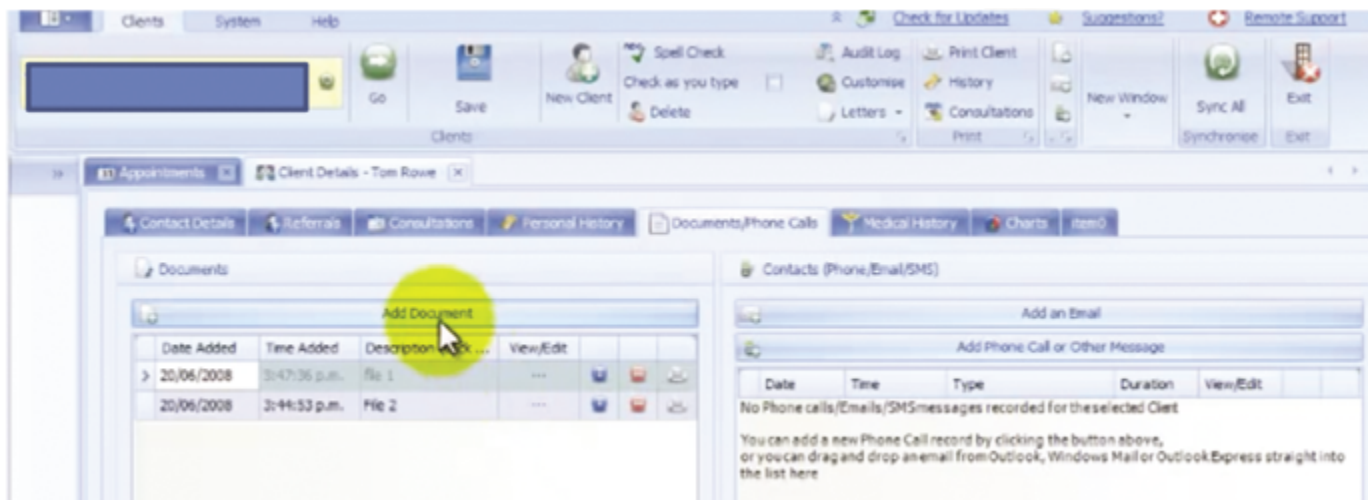 Clients System Help Check for Updates Suggestions? Remote Support
Go Save New Client
Spell Check
Check as you type
Delete
Audit Log
Customise
Letters
Print Client
History
Consultations
New Window
Sync All
Exit
Clients Print Synchronise Exit
Appointments Client Details - Tom Rowe
Contact Details Referrals Consultations Personal History Documents/Phone Calls Medical History Charts item0
Documents
Add Document
Date Added Time Added Description ... View/Edit
20/06/2008 3:47:36 p.m. file 1 ...
20/06/2008 3:44:53 p.m. File 2 ...
Contacts (Phone/Email/SMS)
Add an Email
Add Phone Call or Other Message
Date Time Type Duration View/Edit
No Phone calls/Emails/SMS messages recorded for the selected Client
You can add a new Phone Call record by clicking the button above,
or you can drag and drop an email from Outlook, Windows Mail or Outlook Express straight into
the list here